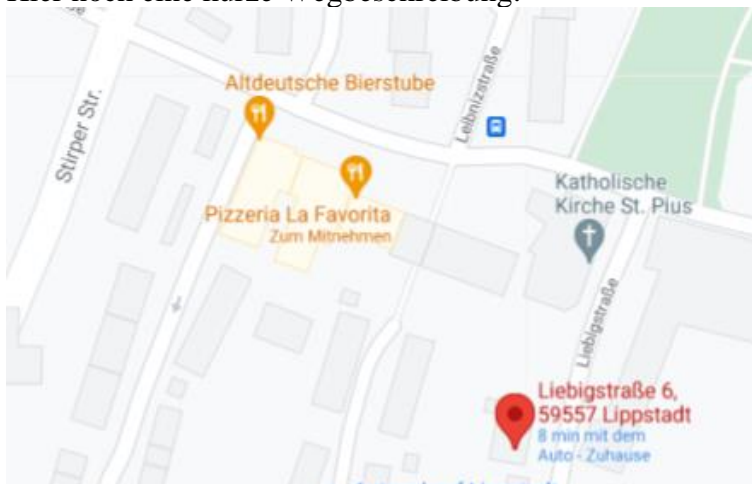 Altdeutsche Bierstube
Leibnizstraße
Stirper Str.
Katholische
Kirche St. Pius
Pizzeria La Favorita
Zum Mitnehmen
Liebigstraße
Liebigstraße 6,
59557 Lippstadt
8 min mit dem
Auto - Zuhause